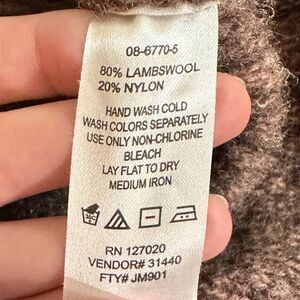 08-6770-5
80% LAMBSWOOL
20% NYLON
HAND WASH COLD
WASH COLORS SEPARATELY
USE ONLY NON-CHLORINE
BLEACH
LAY FLAT TO DRY
MEDIUM IRON
RN 127020
VENDOR# 31440
FTY# JM901